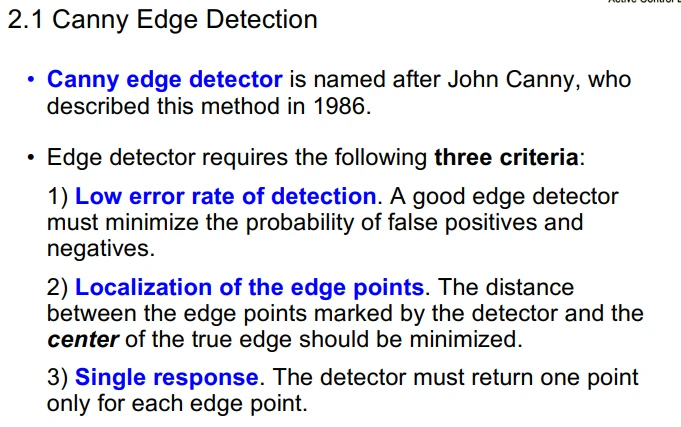 2.1 Canny Edge Detection
• Canny edge detector is named after John Canny, who
described this method in 1986.
• Edge detector requires the following three criteria:
1) Low error rate of detection. A good edge detector
must minimize the probability of false positives and
negatives.
2) Localization of the edge points. The distance
between the edge points marked by the detector and the
center of the true edge should be minimized.
3) Single response. The detector must return one point
only for each edge point.